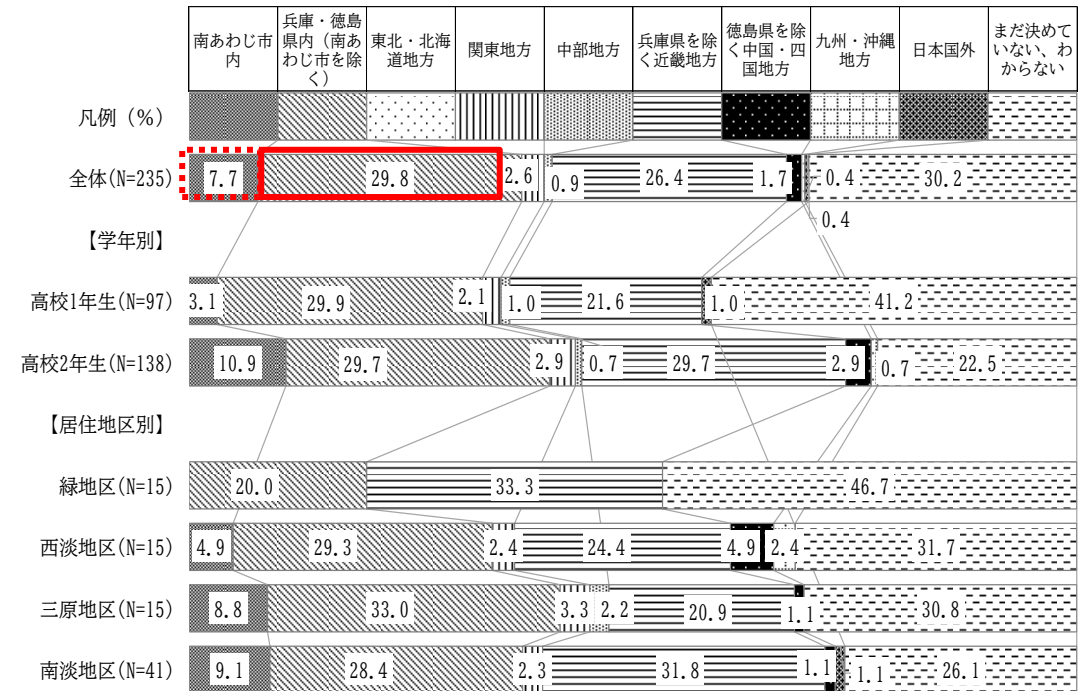 南あわじ市
内
兵庫・徳島
県内（南あ
わじ市を除
く）
東北・北海
道地方
関東地方
中部地方
兵庫県を除
く近畿地方
徳島県を除
く中国・四
国地方
九州・沖縄
地方
日本国外
まだ決めて
いない、わ
からない
凡例（%）
全体(N=235) 7.7 29.8 2.6 0.9 26.4 1.7 0.4 30.2
0.4
【学年別】
高校1年生(N=97) 3.1 29.9 2.1 1.0 21.6 1.0 41.2
高校2年生(N=138) 10.9 29.7 2.9 0.7 29.7 2.9 0.7 22.5
【居住地区別】
緑地区(N=15) 20.0 33.3 46.7
西淡地区(N=15) 4.9 29.3 2.4 24.4 4.9 2.4 31.7
三原地区(N=15) 8.8 33.0 3.3 2.2 20.9 1.1 30.8
南淡地区(N=41) 9.1 28.4 2.3 31.8 1.1 1.1 26.1